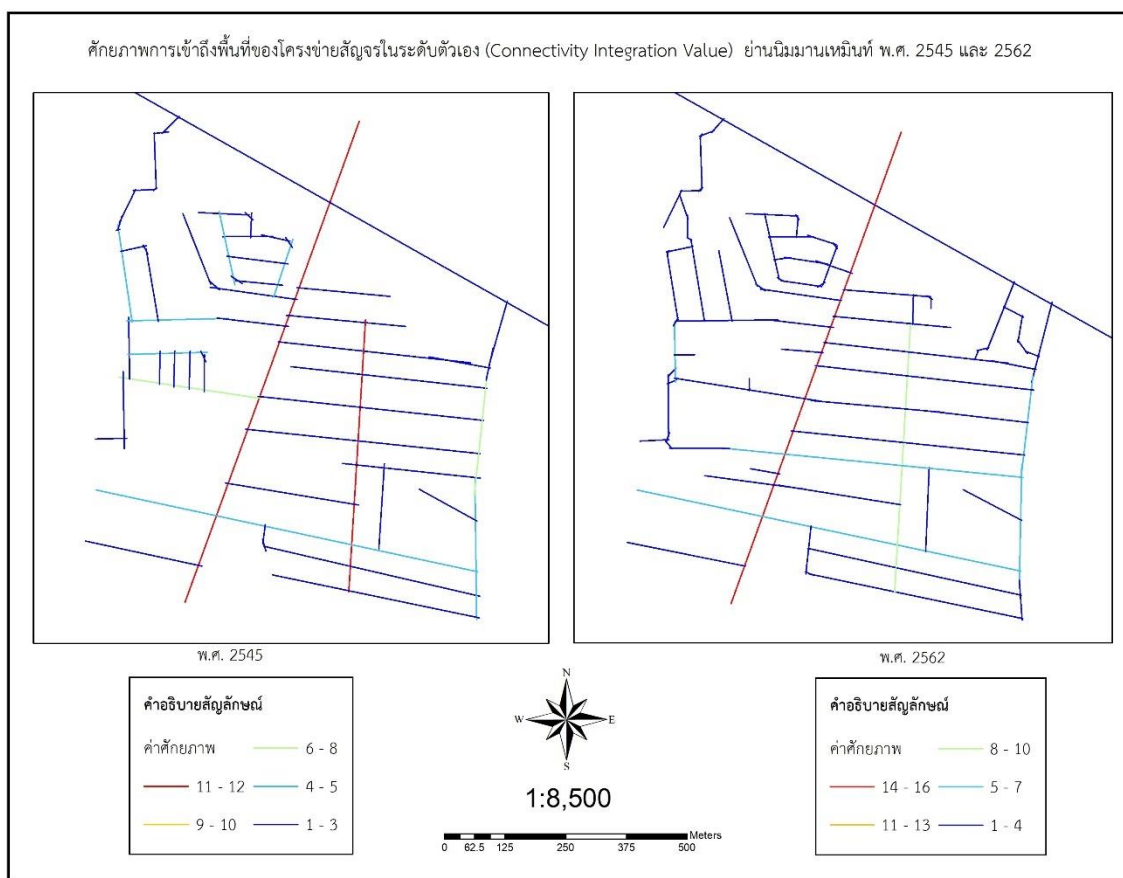 ศักยภาพการเข้าถึงพื้นที่ของโครงข่ายสัญจรในระดับตัวเอง (Connectivity Integration Value) ย่านนิมมานเหมินท์ พ.ศ. 2545 และ 2562
พ.ศ. 2545
พ.ศ. 2562
คำอธิบายสัญลักษณ์
ค่าศักยภาพ
6 - 8
11 - 12
4 - 5
9 - 10
1 - 3
N
W
E
S
1:8,500
Meters
0 62.5 125 250 375 500
คำอธิบายสัญลักษณ์
ค่าศักยภาพ
8 - 10
14 - 16
5 - 7
11 - 13
1 - 4